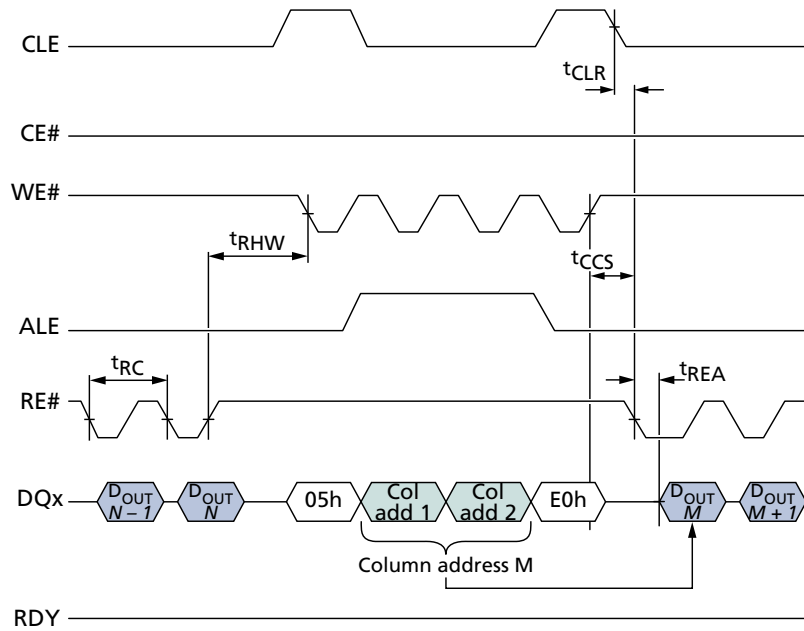 CLE
tCLR
CE#
WE#
tRHW
tCCS
ALE
tRC
tREA
RE#
DQx
DOUT
N – 1
DOUT
N
05h
Col
add 1
Col
add 2
E0h
DOUT
M
DOUT
M + 1
Column address M
RDY